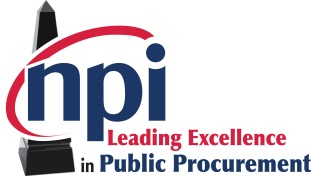 npi
Leading Excellence
in Public Procurement